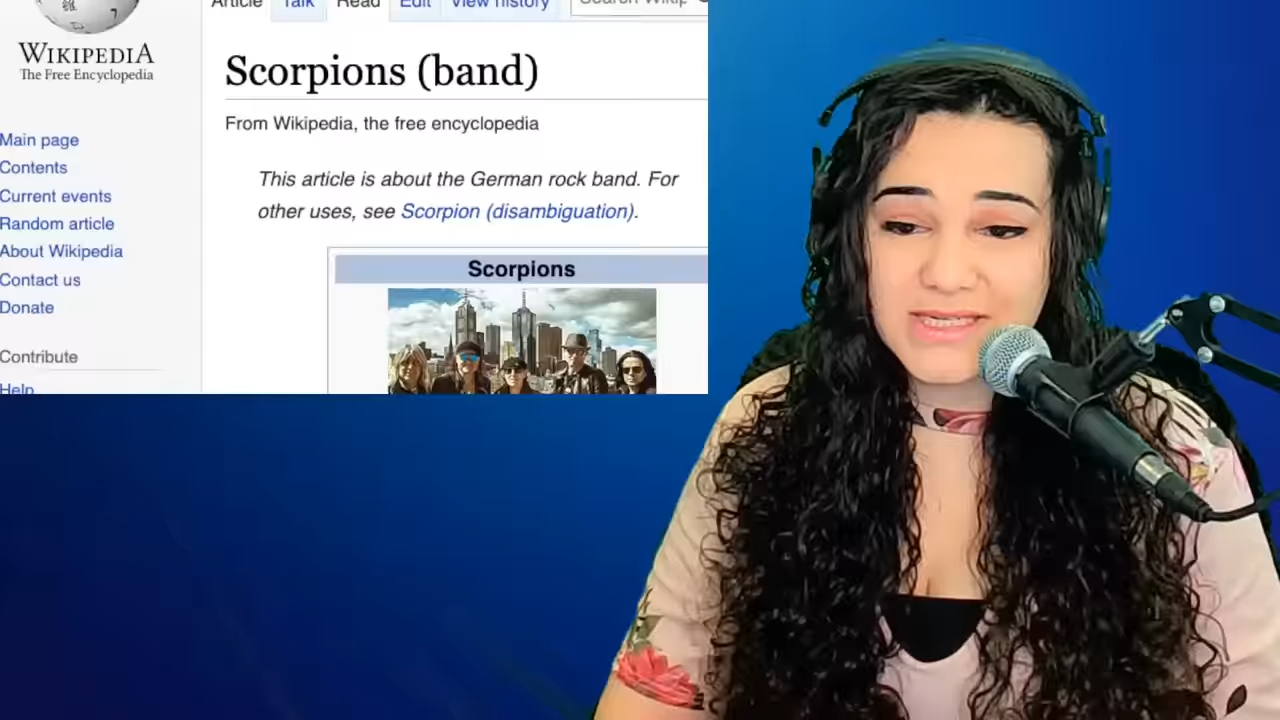 Article Talk Read Edit View history
WIKIPEDIA
The Free Encyclopedia
Scorpions (band)
From Wikipedia, the free encyclopedia
Main page
Contents
Current events
Random article
About Wikipedia
Contact us
Donate
Contribute
Help
This article is about the German rock band. For
other uses, see Scorpion (disambiguation).
Scorpions